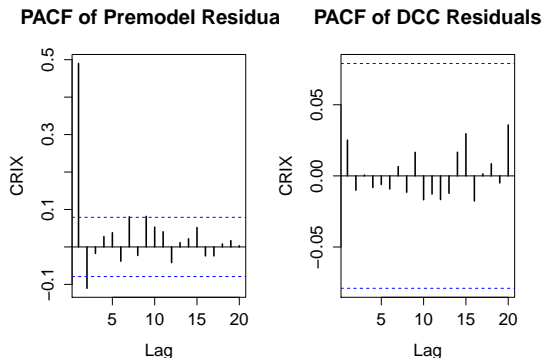 PACF of Premodel Residua
CRIX
-0.1
0.1
0.3
0.5
5
10
15
20
Lag
PACF of DCC Residuals
CRIX
-0.05
0.00
0.05
5
10
15
20
Lag